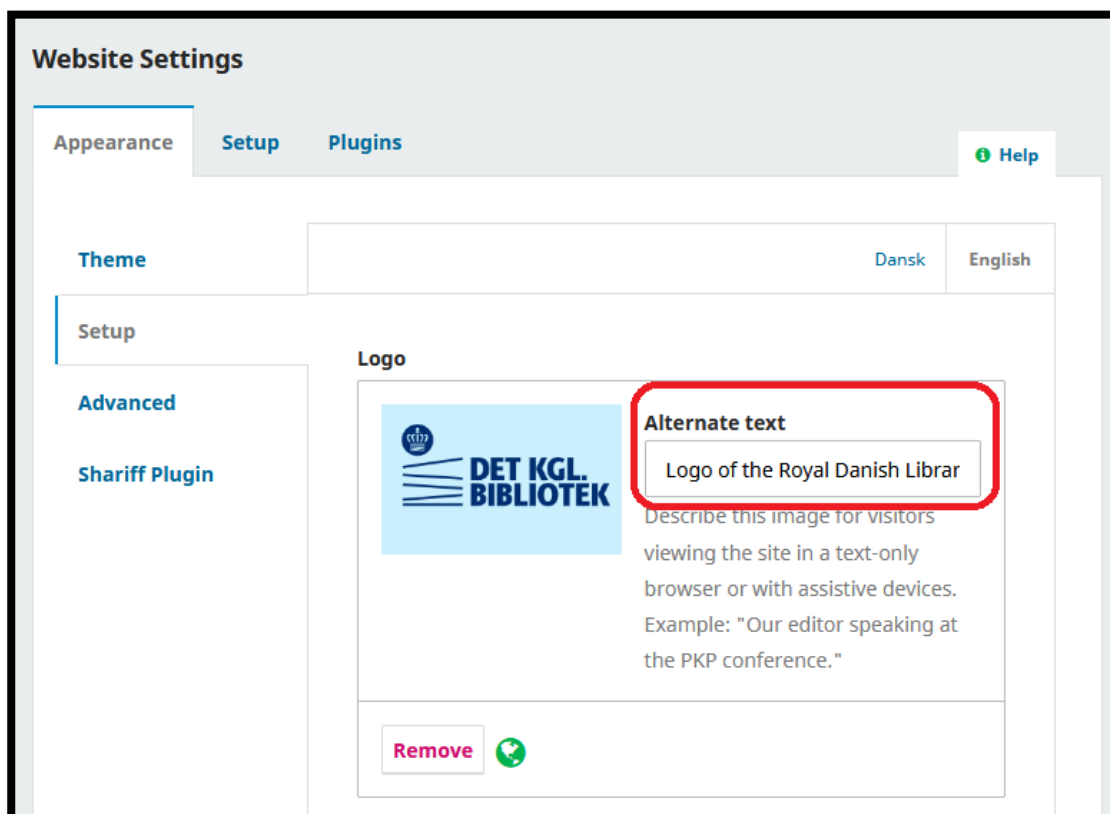 Website Settings
Appearance
Setup
Plugins
Help
Theme
Dansk
English
Setup
Logo
Advanced
Alternate text
DET KGL.
BIBLIOTEK
Logo of the Royal Danish Librar
Shariff Plugin
Describe this image for visitors
viewing the site in a text-only
browser or with assistive devices.
Example: "Our editor speaking at
the PKP conference."
Remove